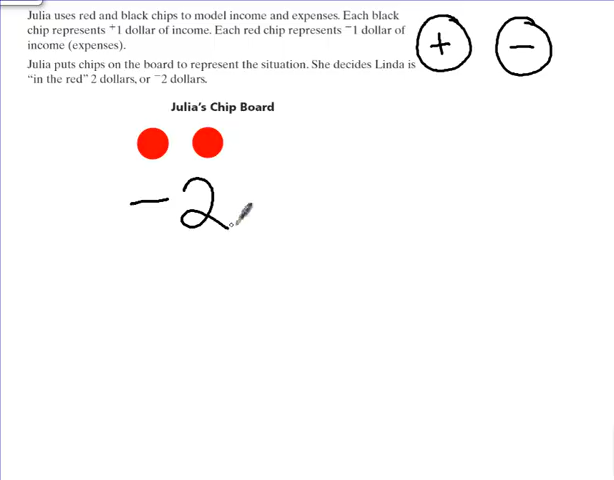 Julia uses red and black chips to model income and expenses. Each black
chip represents ⁺1 dollar of income. Each red chip represents ⁻1 dollar of
income (expenses).
Julia puts chips on the board to represent the situation. She decides Linda is
“in the red” 2 dollars, or ⁻2 dollars.
+ −
Julia's Chip Board
−2